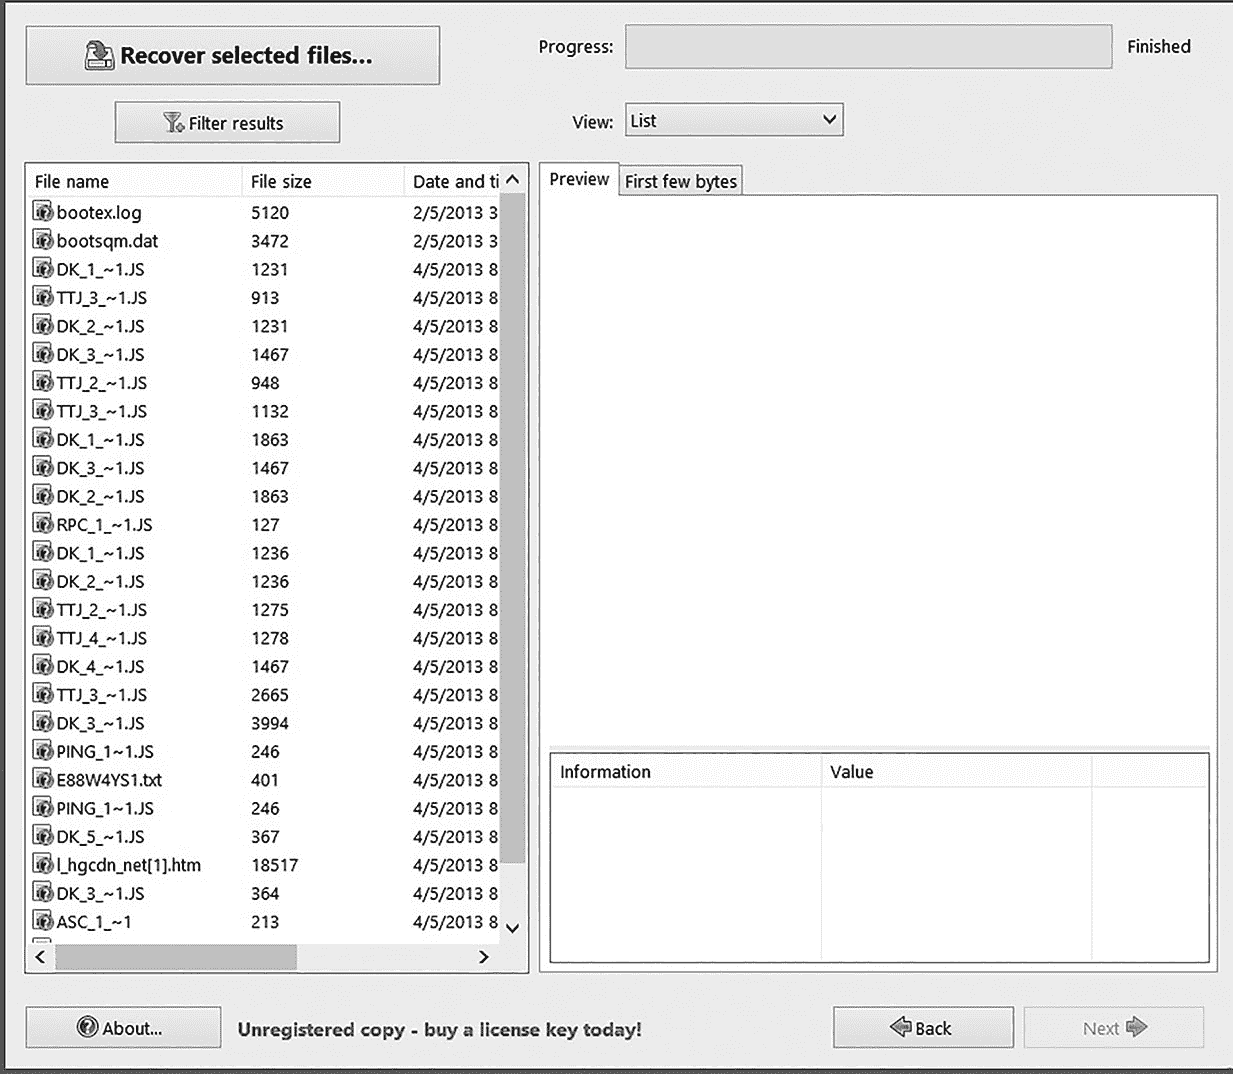 Recover selected files...
Progress:
Finished
Filter results
View:
List
File name File size Date and ti
bootex.log 5120 2/5/2013 3
bootsqm.dat 3472 2/5/2013 3
DK_1_~1.JS 1231 4/5/2013 8
TTJ_3_~1.JS 913 4/5/2013 8
DK_2_~1.JS 1231 4/5/2013 8
DK_3_~1.JS 1467 4/5/2013 8
TTJ_2_~1.JS 948 4/5/2013 8
TTJ_3_~1.JS 1132 4/5/2013 8
DK_1_~1.JS 1863 4/5/2013 8
DK_3_~1.JS 1467 4/5/2013 8
DK_2_~1.JS 1863 4/5/2013 8
RPC_1_~1.JS 127 4/5/2013 8
DK_1_~1.JS 1236 4/5/2013 8
DK_2_~1.JS 1236 4/5/2013 8
TTJ_2_~1.JS 1275 4/5/2013 8
TTJ_4_~1.JS 1278 4/5/2013 8
DK_4_~1.JS 1467 4/5/2013 8
TTJ_3_~1.JS 2665 4/5/2013 8
DK_3_~1.JS 3994 4/5/2013 8
PING_1~1.JS 246 4/5/2013 8
E88W4YS1.txt 401 4/5/2013 8
PING_1~1.JS 246 4/5/2013 8
DK_5_~1.JS 367 4/5/2013 8
l_hgcdn_net[1].htm 18517 4/5/2013 8
DK_3_~1.JS 364 4/5/2013 8
ASC_1_~1 213 4/5/2013 8
Preview First few bytes
Information Value
About...
Unregistered copy - buy a license key today!
Back
Next